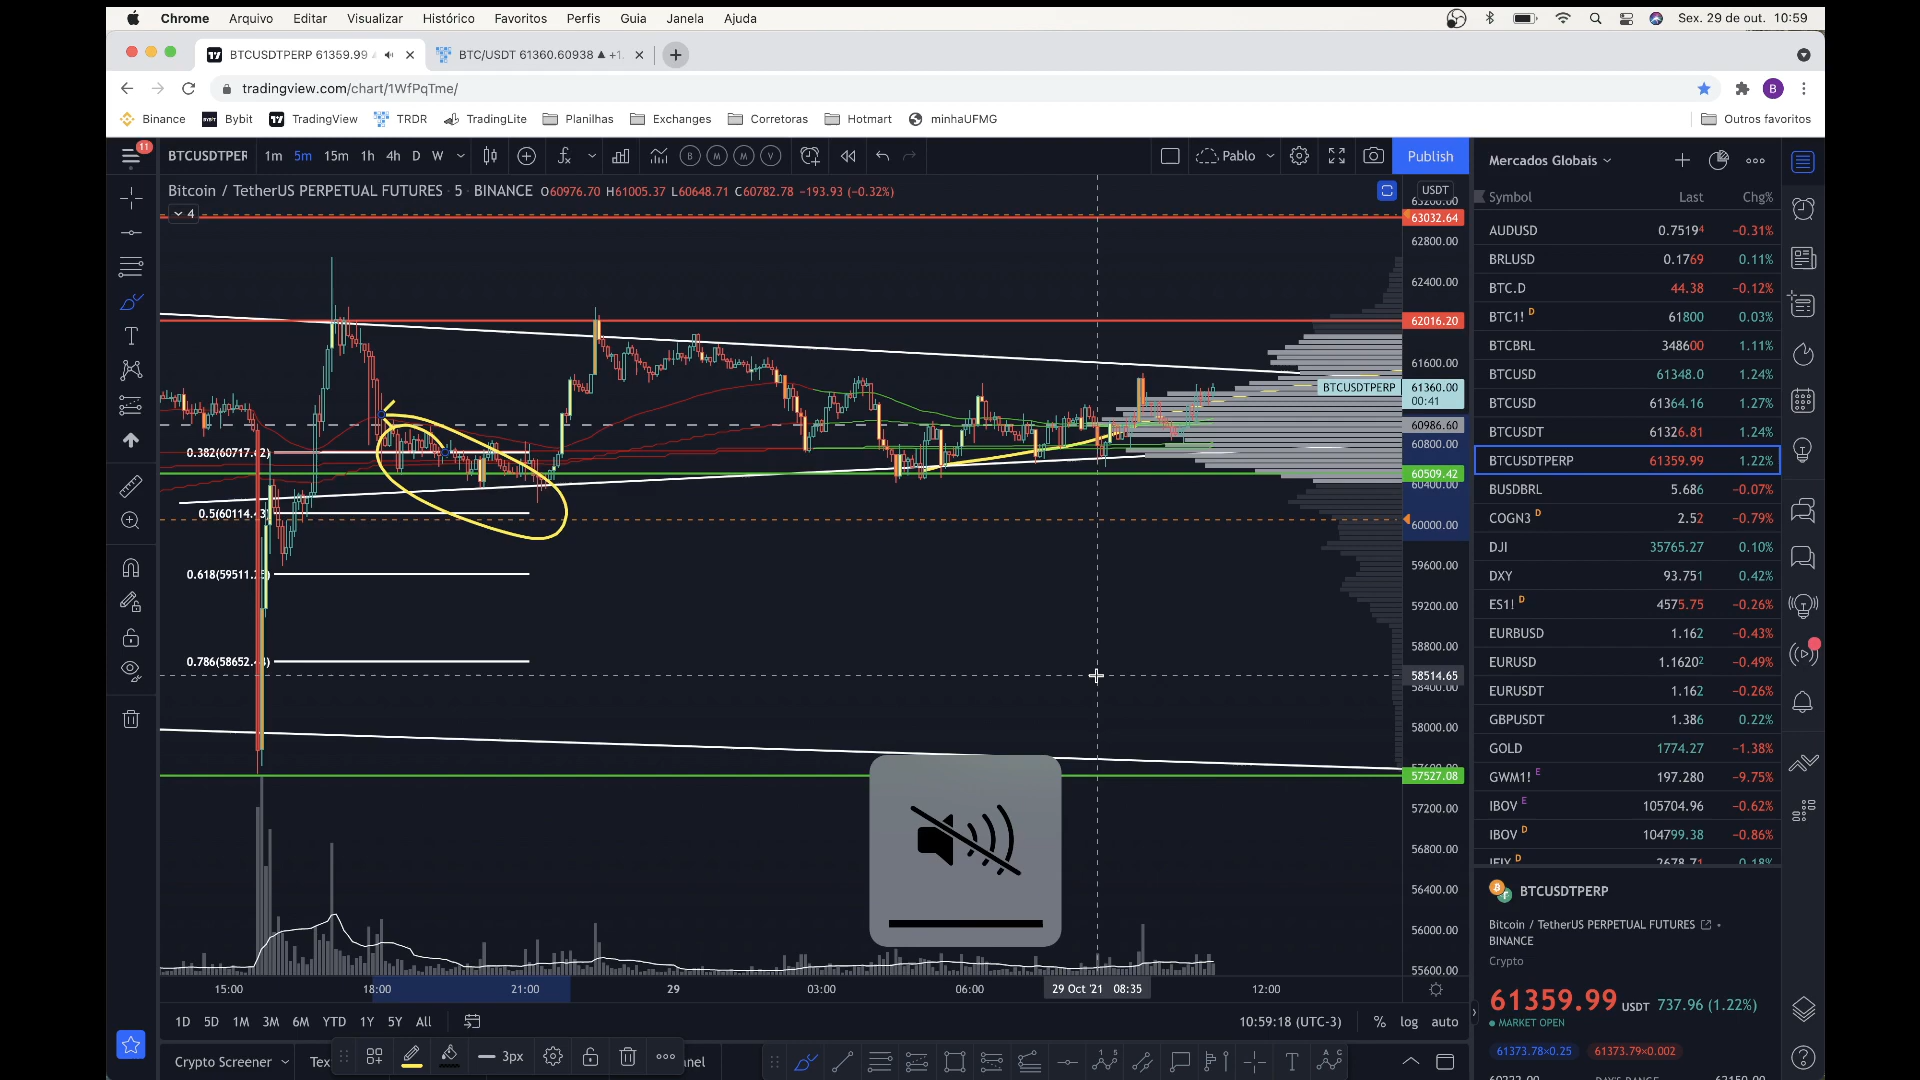 Chrome Arquivo Editar Visualizar Histórico Favoritos Perfis Guia Janela Ajuda Sex. 29 de out. 10:59
BTCUSDTPERP 61359.99 BTC/USDT 61360.60938 ▲ +1.
tradingview.com/chart/1WfPqTme/ B
Binance Bybit TradingView TRDR TradingLite Planilhas Exchanges Corretoras Hotmart minhaUFMG Outros favoritos
11 BTCUSDTPER 1m 5m 15m 1h 4h D W B M M V Pablo Publish
Bitcoin / TetherUS PERPETUAL FUTURES · 5 · BINANCE O60976.70 H61005.37 L60648.71 C60782.78 −193.93 (−0.32%)
4
USDT
63032.64
62800.00
62400.00
62016.20
61600.00
BTCUSDTPERP 61360.00
00:41
60986.60
60800.00
60509.42
60400.00
60000.00
59600.00
59200.00
58800.00
58514.65
58400.00
58000.00
57527.08
57200.00
56800.00
56400.00
56000.00
55600.00
0.382(60717.62)
0.5(60114.43)
0.618(59511.
0.786(58652.
15:00 18:00 21:00 29 03:00 06:00 29 Oct '21 08:35 12:00
1D 5D 1M 3M 6M YTD 1Y 5Y All 10:59:18 (UTC-3) % log auto
Crypto Screener Tex 3px nel
Mercados Globais
Symbol Last Chg%
AUDUSD 0.7519⁴ −0.31%
BRLUSD 0.1769 0.11%
BTC.D 44.38 −0.12%
BTC1! D 61800 0.03%
BTCBRL 348600 1.11%
BTCUSD 61348.0 1.24%
BTCUSD 61364.16 1.27%
BTCUSDT 61326.81 1.24%
BTCUSDTPERP 61359.99 1.22%
BUSDBRL 5.686 −0.07%
COGN3 D 2.52 −0.79%
DJI 35765.27 0.10%
DXY 93.751 0.42%
ES1! D 4575.75 −0.26%
EURBUSD 1.162 −0.43%
EURUSD 1.1620² −0.49%
EURUSDT 1.162 −0.26%
GBPUSDT 1.386 0.22%
GOLD 1774.27 −1.38%
GWM1! E 197.280 −9.75%
IBOV E 105704.96 −0.62%
IBOV D 104799.38 −0.86%
BTCUSDTPERP
Bitcoin / TetherUS PERPETUAL FUTURES
BINANCE
Crypto
61359.99 USDT 737.96 (1.22%)
MARKET OPEN
61373.78×0.25 61373.79×0.002